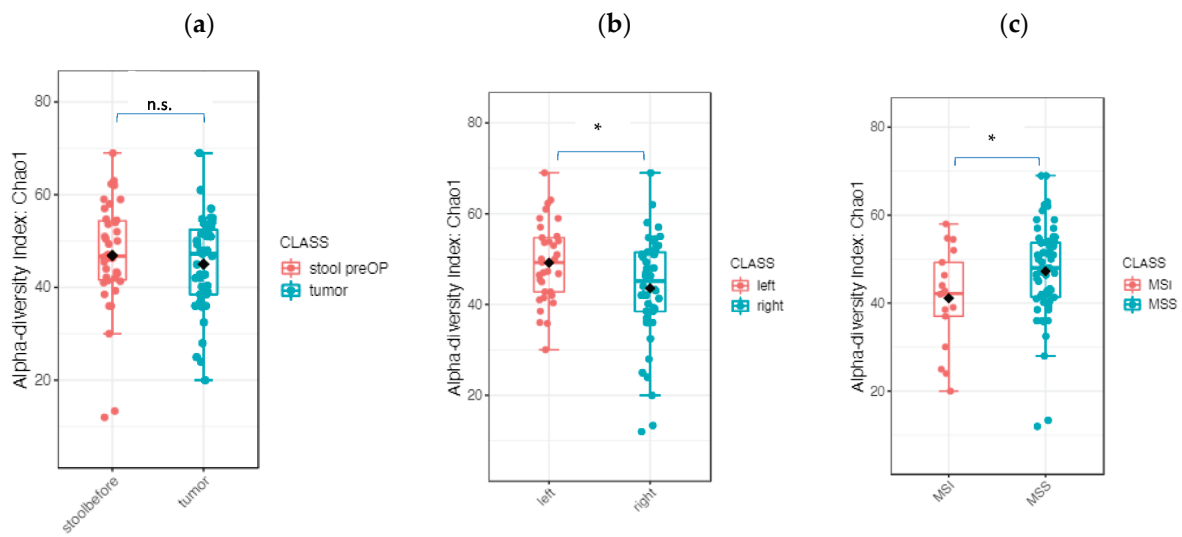 (a)
n.s.
Alpha-diversity Index: Chao1
80
60
40
20
stoolbefore
tumor
CLASS
stool preOP
tumor
(b)
*
Alpha-diversity Index: Chao1
80
60
40
20
left
right
CLASS
left
right
(c)
*
Alpha-diversity Index: Chao1
80
60
40
20
MSI
MSS
CLASS
MSI
MSS